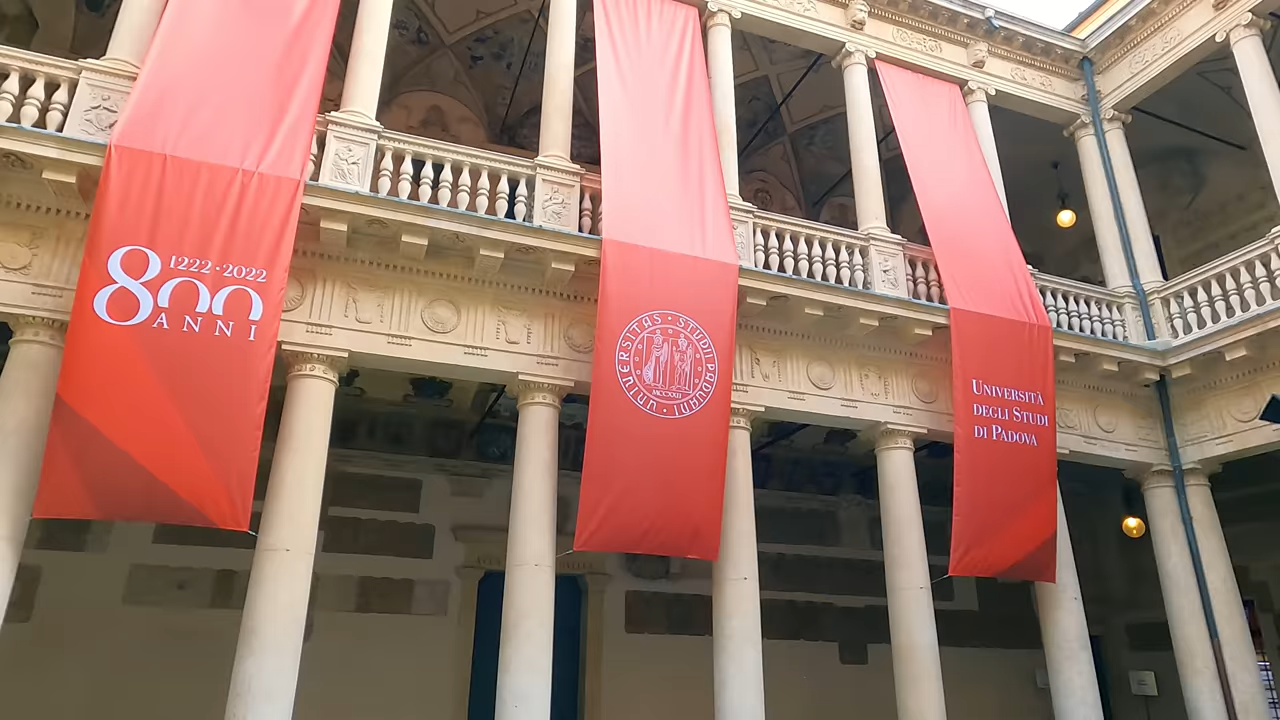 1222·2022
800
ANNI
UNIVERSITAS · STUDII PADUANI
MCCXXII
Università
degli Studi
di Padova